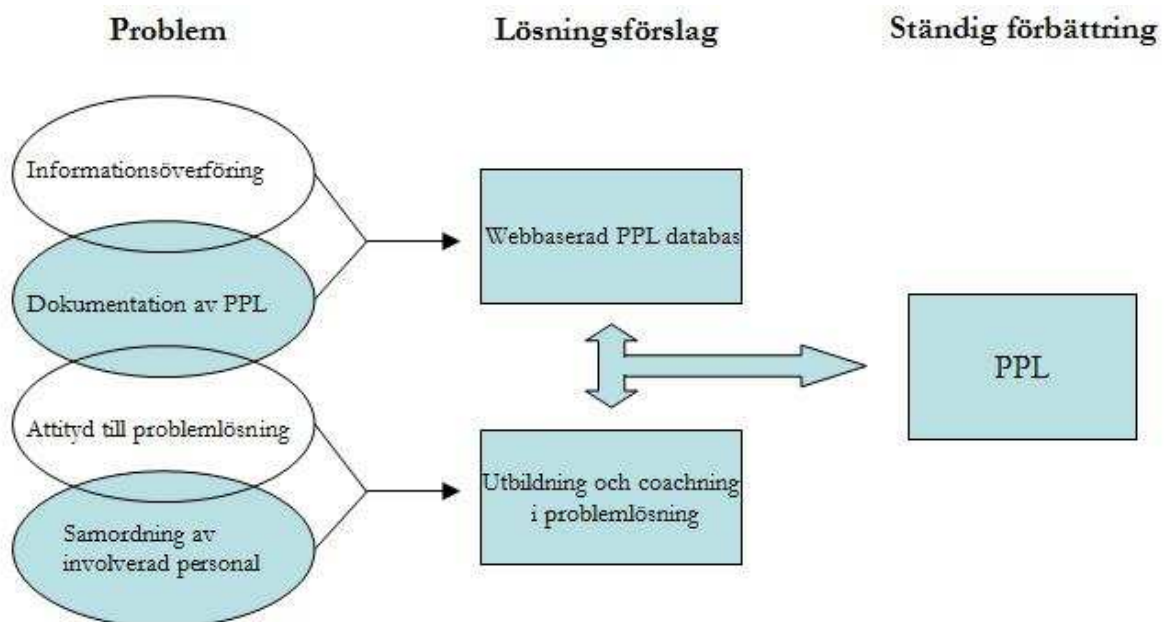 Problem
Lösningsförslag
Ständig förbättring
Informationsöverföring
Dokumentation av PPL
Attityd till problemlösning
Samordning av
involverad personal
Webbaserad PPL databas
Utbildning och coachning
i problemlösning
PPL